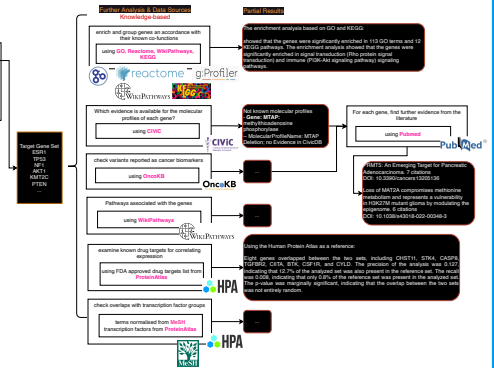 Further Analysis & Data Sources
Knowledge-based
Partial Results
enrich and group genes in accordance with
their known co-functions
using GO, Reactome, WikiPathways,
KEGG
reactome
g:Profiler
WIKIPATHWAYS
KEGG
The enrichment analysis based on GO and KEGG:
showed that the genes were significantly enriched in 113 GO terms and 12
KEGG pathways. The enrichment analysis showed that the genes were
significantly enriched in signal transduction (Rho protein signal
transduction) and immune (PI3K-Akt signaling pathway) signaling
pathways.
Target Gene Set
ESR1
TP53
NF1
AKT1
KMT2C
PTEN
...
Which evidence is available for the molecular
profiles of each gene?
using CIViC
CIViC
Not known molecular profiles
- Gene: MTAP:
methylthioadenosine
phosphorylase
– MolecularProfileName: MTAP
Deletion; no Evidence in CivicDB
For each gene, find further evidence from the
literature
using Pubmed
PubMed
check variants reported as cancer biomarkers
using OncoKB
OncoKB
...
PRMT5: An Emerging Target for Pancreatic
Adenocarcinoma. 7 citations
DOI: 10.3390/cancers13205136
Loss of MAT2A compromises methionine
metabolism and represents a vulnerability
in H3K27M mutant glioma by modulating the
epigenome. 6 citations
DOI: 10.1038/s43018-022-00348-3
Pathways associated with the genes
using WikiPathways
WIKIPATHWAYS
...
examine known drug targets for correlating
expression
using FDA approved drug targets list from
ProteinAtlas
HPA
Using the Human Protein Atlas as a reference:
Eight genes overlapped between the two sets, including CHST11, STK4, CASP8,
TGFBR2, CIITA, BTK, CSF1R, and CYLD. The precision of the analysis was 0.127,
indicating that 12.7% of the analyzed set was also present in the reference set. The recall
was 0.008, indicating that only 0.8% of the reference set was present in the analyzed set.
The p-value was marginally significant, indicating that the overlap between the two sets
was not entirely random.
check overlaps with transcription factor groups
terms normalised from MeSH
transcription factors from ProteinAtlas
HPA
MeSH
...